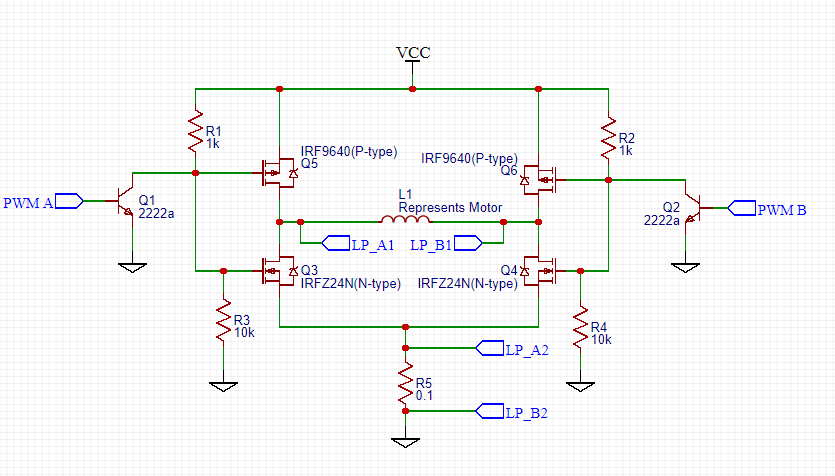 VCC
R1
1k
IRF9640(P-type)
Q5
IRF9640(P-type)
Q6
R2
1k
PWM A
Q1
2222a
L1
Represents Motor
Q2
2222a
PWM B
LP_A1
LP_B1
Q3
IRFZ24N(N-type)
Q4
IRFZ24N(N-type)
R3
10k
R4
10k
LP_A2
R5
0.1
LP_B2